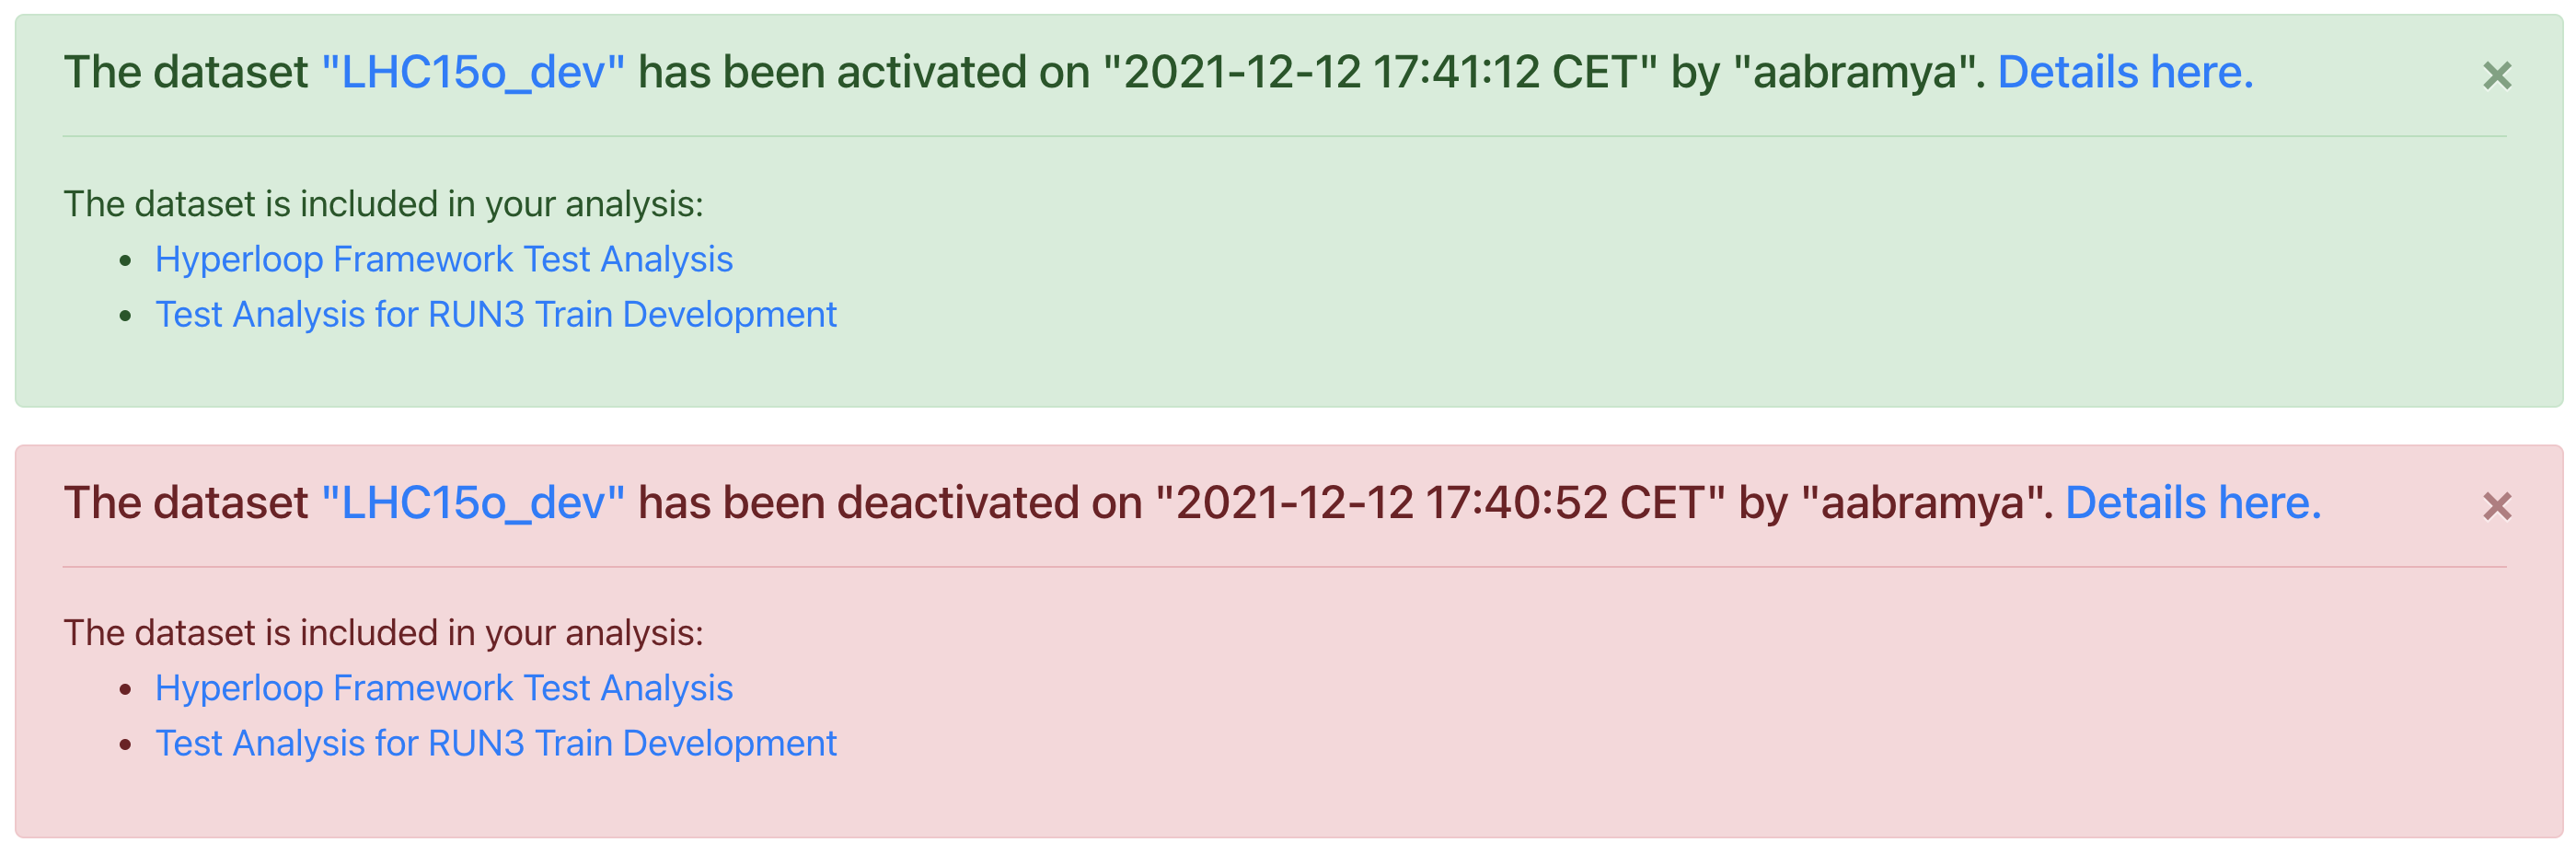 The dataset "LHC15o_dev" has been activated on "2021-12-12 17:41:12 CET" by "aabramya". Details here. ×
The dataset is included in your analysis:
• Hyperloop Framework Test Analysis
• Test Analysis for RUN3 Train Development
The dataset "LHC15o_dev" has been deactivated on "2021-12-12 17:40:52 CET" by "aabramya". Details here. ×
The dataset is included in your analysis:
• Hyperloop Framework Test Analysis
• Test Analysis for RUN3 Train Development